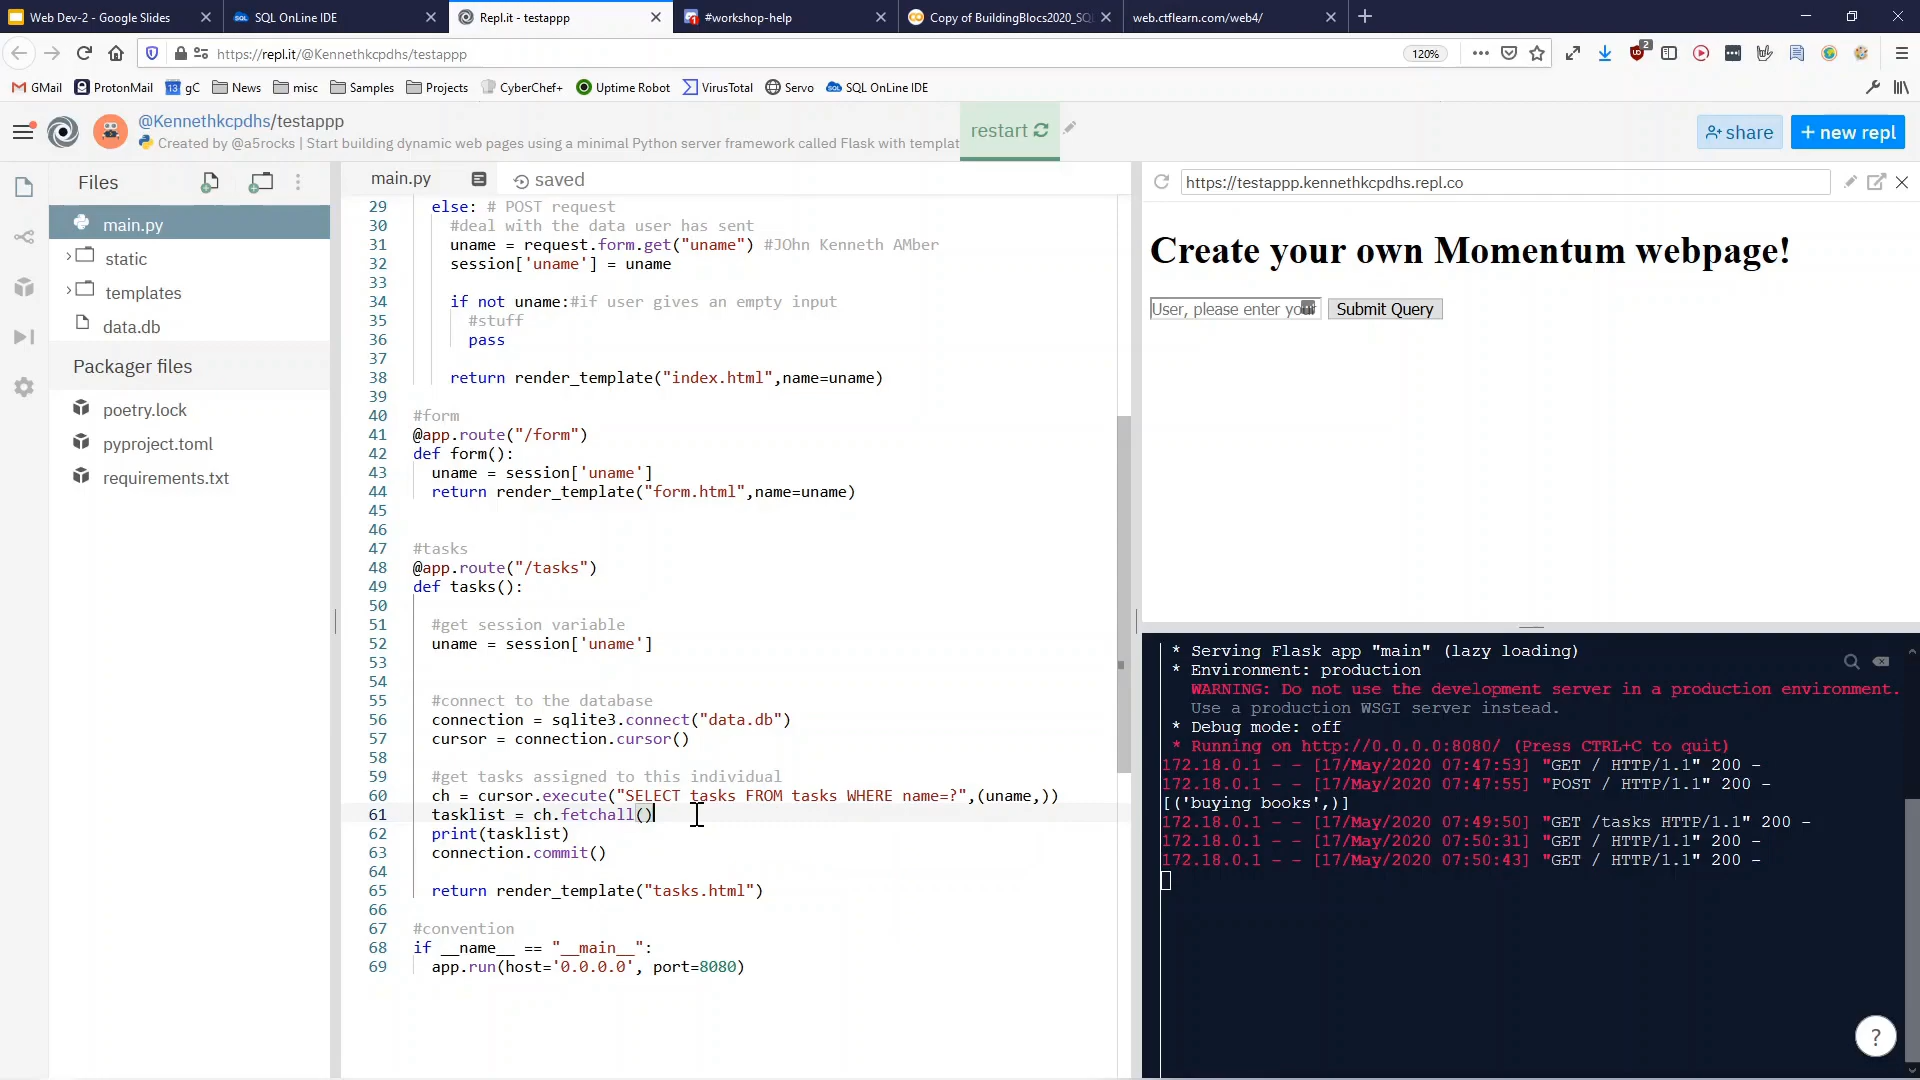 Web Dev-2 - Google Slides
SQL OnLine IDE
Repl.it - testappp
#workshop-help
Copy of BuildingBlocs2020_SQ
web.ctflearn.com/web4/
https://repl.it/@Kennethkcpdhs/testappp
120%
2
GMail
ProtonMail
13 gC
News
misc
Samples
Projects
CyberChef+
Uptime Robot
VirusTotal
Servo
SQL OnLine IDE
@Kennethkcpdhs/testappp
Created by @a5rocks | Start building dynamic web pages using a minimal Python server framework called Flask with templat
restart
share
+ new repl
Files
main.py
static
templates
data.db
Packager files
poetry.lock
pyproject.toml
requirements.txt
main.py
saved
29 else: # POST request
30 #deal with the data user has sent
31 uname = request.form.get("uname") #JOhn Kenneth AMber
32 session['uname'] = uname
33
34 if not uname:#if user gives an empty input
35 #stuff
36 pass
37
38 return render_template("index.html",name=uname)
39
40 #form
41 @app.route("/form")
42 def form():
43 uname = session['uname']
44 return render_template("form.html",name=uname)
45
46
47 #tasks
48 @app.route("/tasks")
49 def tasks():
50
51 #get session variable
52 uname = session['uname']
53
54
55 #connect to the database
56 connection = sqlite3.connect("data.db")
57 cursor = connection.cursor()
58
59 #get tasks assigned to this individual
60 ch = cursor.execute("SELECT tasks FROM tasks WHERE name=?",(uname,))
61 tasklist = ch.fetchall()
62 print(tasklist)
63 connection.commit()
64
65 return render_template("tasks.html")
66
67 #convention
68 if __name__ == "__main__":
69 app.run(host='0.0.0.0', port=8080)
https://testappp.kennethkcpdhs.repl.co
Create your own Momentum webpage!
User, please enter your
Submit Query
* Serving Flask app "main" (lazy loading)
* Environment: production
WARNING: Do not use the development server in a production environment.
Use a production WSGI server instead.
* Debug mode: off
* Running on http://0.0.0.0:8080/ (Press CTRL+C to quit)
172.18.0.1 - - [17/May/2020 07:47:53] "GET / HTTP/1.1" 200 -
172.18.0.1 - - [17/May/2020 07:47:55] "POST / HTTP/1.1" 200 -
[('buying books',)]
172.18.0.1 - - [17/May/2020 07:49:50] "GET /tasks HTTP/1.1" 200 -
172.18.0.1 - - [17/May/2020 07:50:31] "GET / HTTP/1.1" 200 -
172.18.0.1 - - [17/May/2020 07:50:43] "GET / HTTP/1.1" 200 -
?